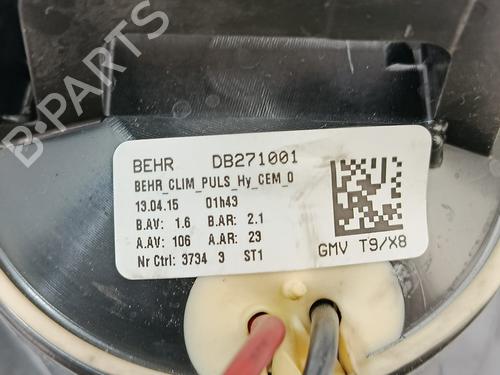 B-PARTS
BEHR DB271001
BEHR_CLIM_PULS_Hy_CEM_0
13.04.15 01h43
B.AV: 1.6 B.AR: 2.1
A.AV: 106 A.AR: 23
Nr Ctrl: 3734 3 ST1
GMV T9/X8